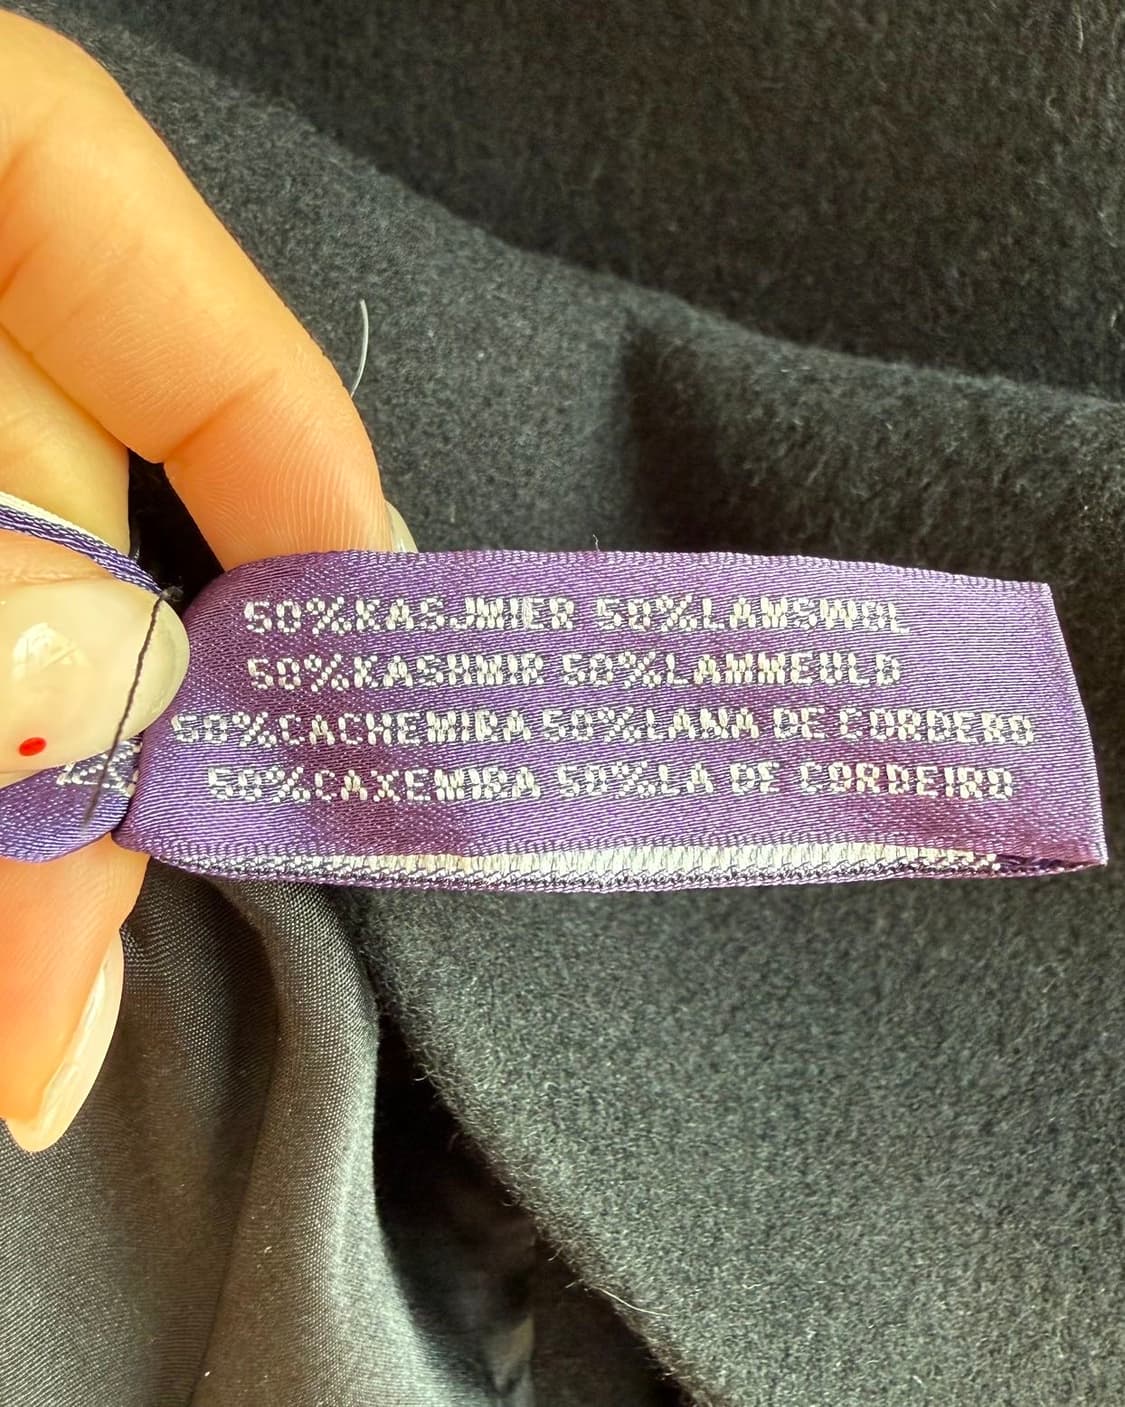 50%KASJMIER 50%LAMSWOL
50%KASHMIR 50%LAMMEULD
50%CACHEMIRA 50%LANA DE CORDERO
50%CAXEMIRA 50%LA DE CORDEIRO